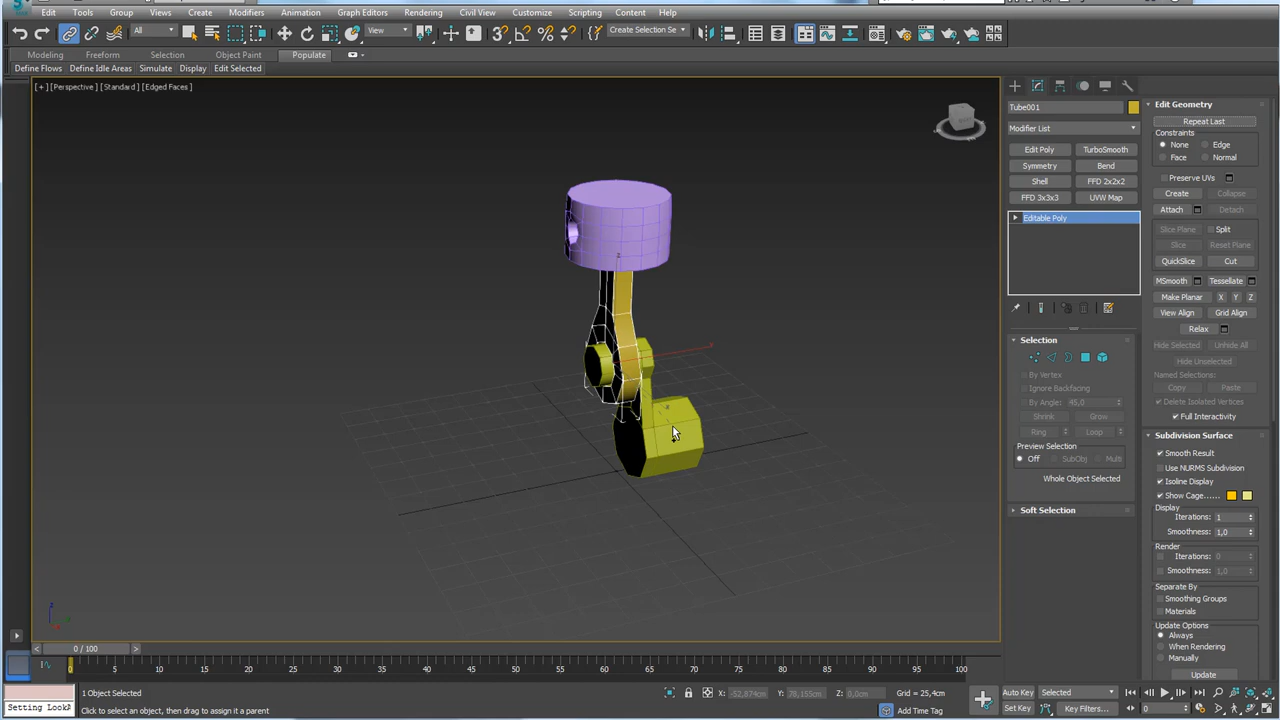 Edit Tools Group Views Create Modifiers Animation Graph Editors Rendering Civil View Customize Scripting Content Help
All View Create Selection Se
Modeling Freeform Selection Object Paint Populate
Define Flows Define Idle Areas Simulate Display Edit Selected
[+] [Perspective] [Standard] [Edged Faces]
Tube001
Modifier List
Edit Poly TurboSmooth
Symmetry Bend
Shell FFD 2x2x2
FFD 3x3x3 UVW Map
Editable Poly
Selection
By Vertex
Ignore Backfacing
By Angle: 45,0
Shrink Grow
Ring Loop
Preview Selection
Off SubObj Multi
Whole Object Selected
Soft Selection
Edit Geometry
Repeat Last
Constraints
None Edge
Face Normal
Preserve UVs
Create Collapse
Attach Detach
Slice Plane Split
Slice Reset Plane
QuickSlice Cut
MSmooth Tessellate
Make Planar X Y Z
View Align Grid Align
Relax
Hide Selected Unhide All
Hide Unselected
Named Selections:
Copy Paste
Delete Isolated Vertices
Full Interactivity
Subdivision Surface
Smooth Result
Use NURMS Subdivision
Isoline Display
Show Cage......
Display
Iterations: 1
Smoothness: 1,0
Render
Iterations: 0
Smoothness: 1,0
Separate By
Smoothing Groups
Materials
Update Options
Always
When Rendering
Manually
Update
< 0 / 100 >
0 5 10 15 20 25 30 35 40 45 50 55 60 65 70 75 80 85 90 95 100
1 Object Selected X: -52,874cm Y: 78,155cm Z: 0,0cm Grid = 25,4cm Auto Key Selected
Setting LookA Click to select an object, then drag to assign it a parent Add Time Tag Set Key Key Filters... 0